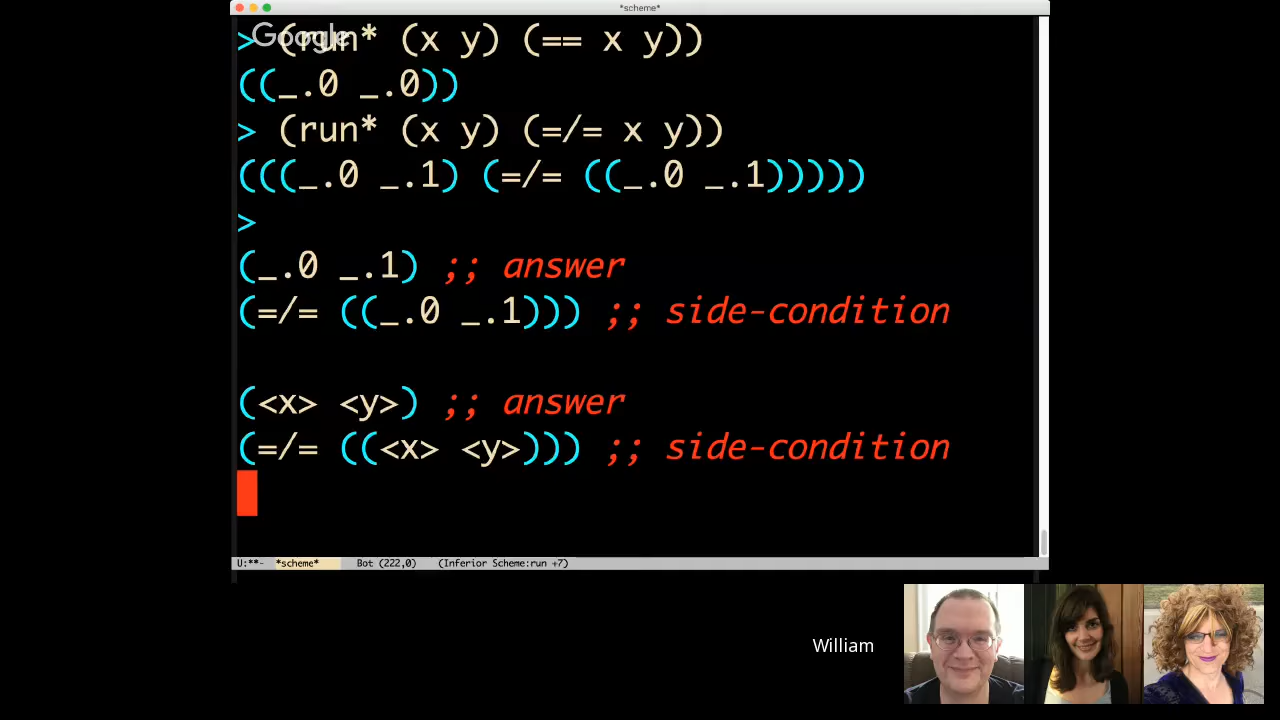 *scheme*
Google
> (run* (x y) (== x y))
((_.0 _.0))
> (run* (x y) (=/= x y))
(((_.0 _.1) (=/= ((_.0 _.1)))))
>
(_.0 _.1) ;; answer
(=/= ((_.0 _.1))) ;; side-condition
(<x> <y>) ;; answer
(=/= ((<x> <y>))) ;; side-condition
U:**- *scheme* Bot (222,0) (Inferior Scheme:run +7)
William